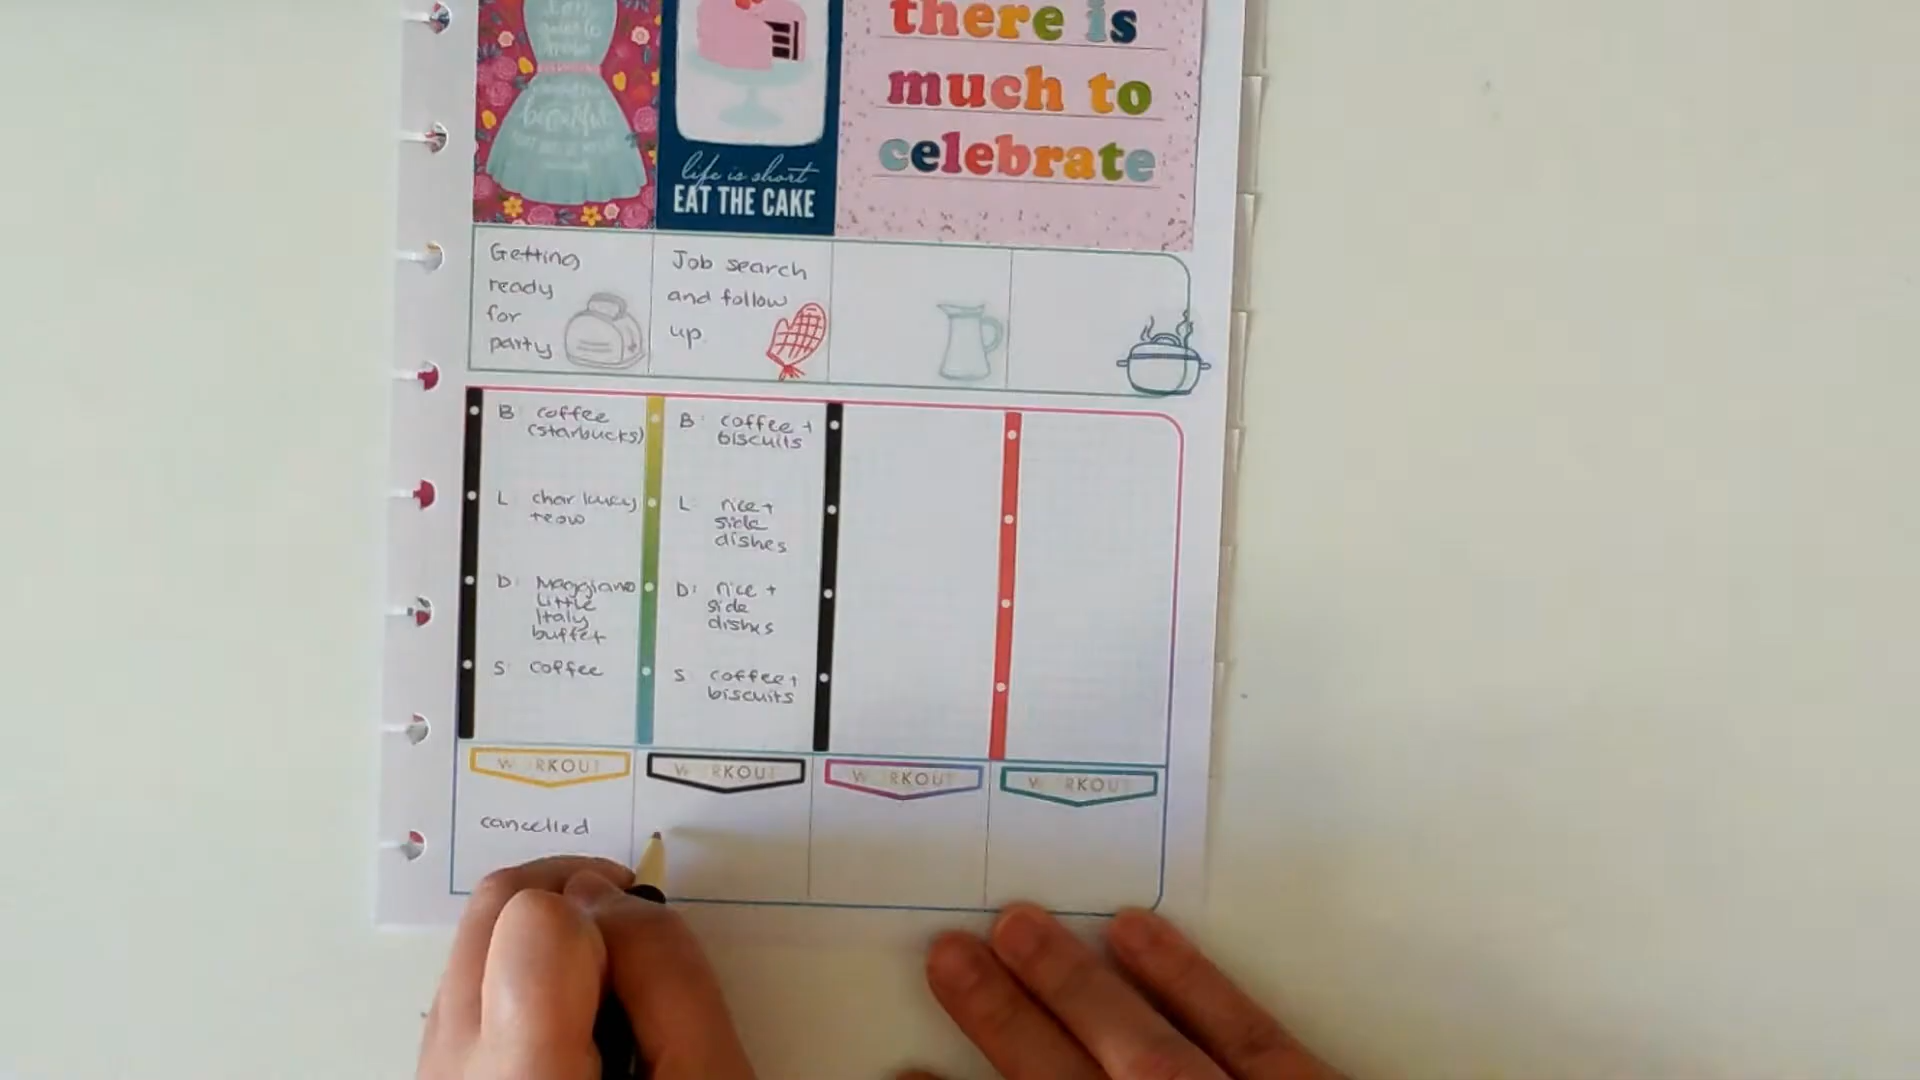 beautiful
life is short
EAT THE CAKE
there is
much to
celebrate
Getting
ready
for
party
Job search
and follow
up.
B: coffee
(starbucks)
L
teow
D: Maggiano
Little
Italy
buffet
S: coffee
B: coffee +
biscuits
L: rice +
side
dishes
D: rice +
side
dishes
S: coffee +
biscuits
WORKOUT
WORKOUT
WORKOUT
WORKOUT
cancelled